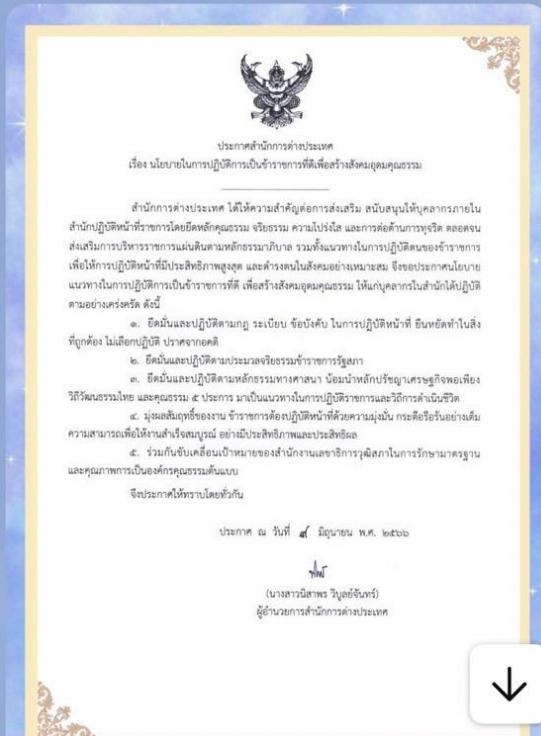 ประกาศสำนักการต่างประเทศ
เรื่อง นโยบายในการปฏิบัติการเป็นข้าราชการที่ดีเพื่อสร้างสังคมอุดมคุณธรรม
สำนักการต่างประเทศ ได้ให้ความสำคัญต่อการส่งเสริม สนับสนุนให้บุคลากรภายใน
สำนักปฏิบัติหน้าที่ราชการโดยยึดหลักคุณธรรม จริยธรรม ความโปร่งใส และการต่อต้านการทุจริต ตลอดจน
ส่งเสริมการบริหารราชการแผ่นดินตามหลักธรรมาภิบาล รวมทั้งแนวทางในการปฏิบัติตนของข้าราชการ
เพื่อให้การปฏิบัติหน้าที่มีประสิทธิภาพสูงสุด และดำรงตนในสังคมอย่างเหมาะสม จึงขอประกาศนโยบาย
แนวทางในการปฏิบัติการเป็นข้าราชการที่ดี เพื่อสร้างสังคมอุดมคุณธรรม ให้แก่บุคลากรในสำนักได้ปฏิบัติ
ตามอย่างเคร่งครัด ดังนี้
๑. ยึดมั่นและปฏิบัติตามกฎ ระเบียบ ข้อบังคับ ในการปฏิบัติหน้าที่ ยืนหยัดทำในสิ่ง
ที่ถูกต้อง ไม่เลือกปฏิบัติ ปราศจากอคติ
๒. ยึดมั่นและปฏิบัติตามประมวลจริยธรรมข้าราชการรัฐสภา
๓. ยึดมั่นและปฏิบัติตามหลักธรรมทางศาสนา น้อมนำหลักปรัชญาเศรษฐกิจพอเพียง
วิถีวัฒนธรรมไทย และคุณธรรม ๕ ประการ มาเป็นแนวทางในการปฏิบัติราชการและวิถีการดำเนินชีวิต
๔. มุ่งผลสัมฤทธิ์ของงาน ข้าราชการต้องปฏิบัติหน้าที่ด้วยความมุ่งมั่น กระตือรือร้นอย่างเต็ม
ความสามารถเพื่อให้งานสำเร็จสมบูรณ์ อย่างมีประสิทธิภาพและประสิทธิผล
๕. ร่วมกันขับเคลื่อนเป้าหมายของสำนักงานเลขาธิการวุฒิสภาในการรักษามาตรฐาน
และคุณภาพการเป็นองค์กรคุณธรรมต้นแบบ
จึงประกาศให้ทราบโดยทั่วกัน
ประกาศ ณ วันที่ ๙ มิถุนายน พ.ศ. ๒๕๖๖
(นางสาวนิสาพร วิบูลย์จันทร์)
ผู้อำนวยการสำนักการต่างประเทศ